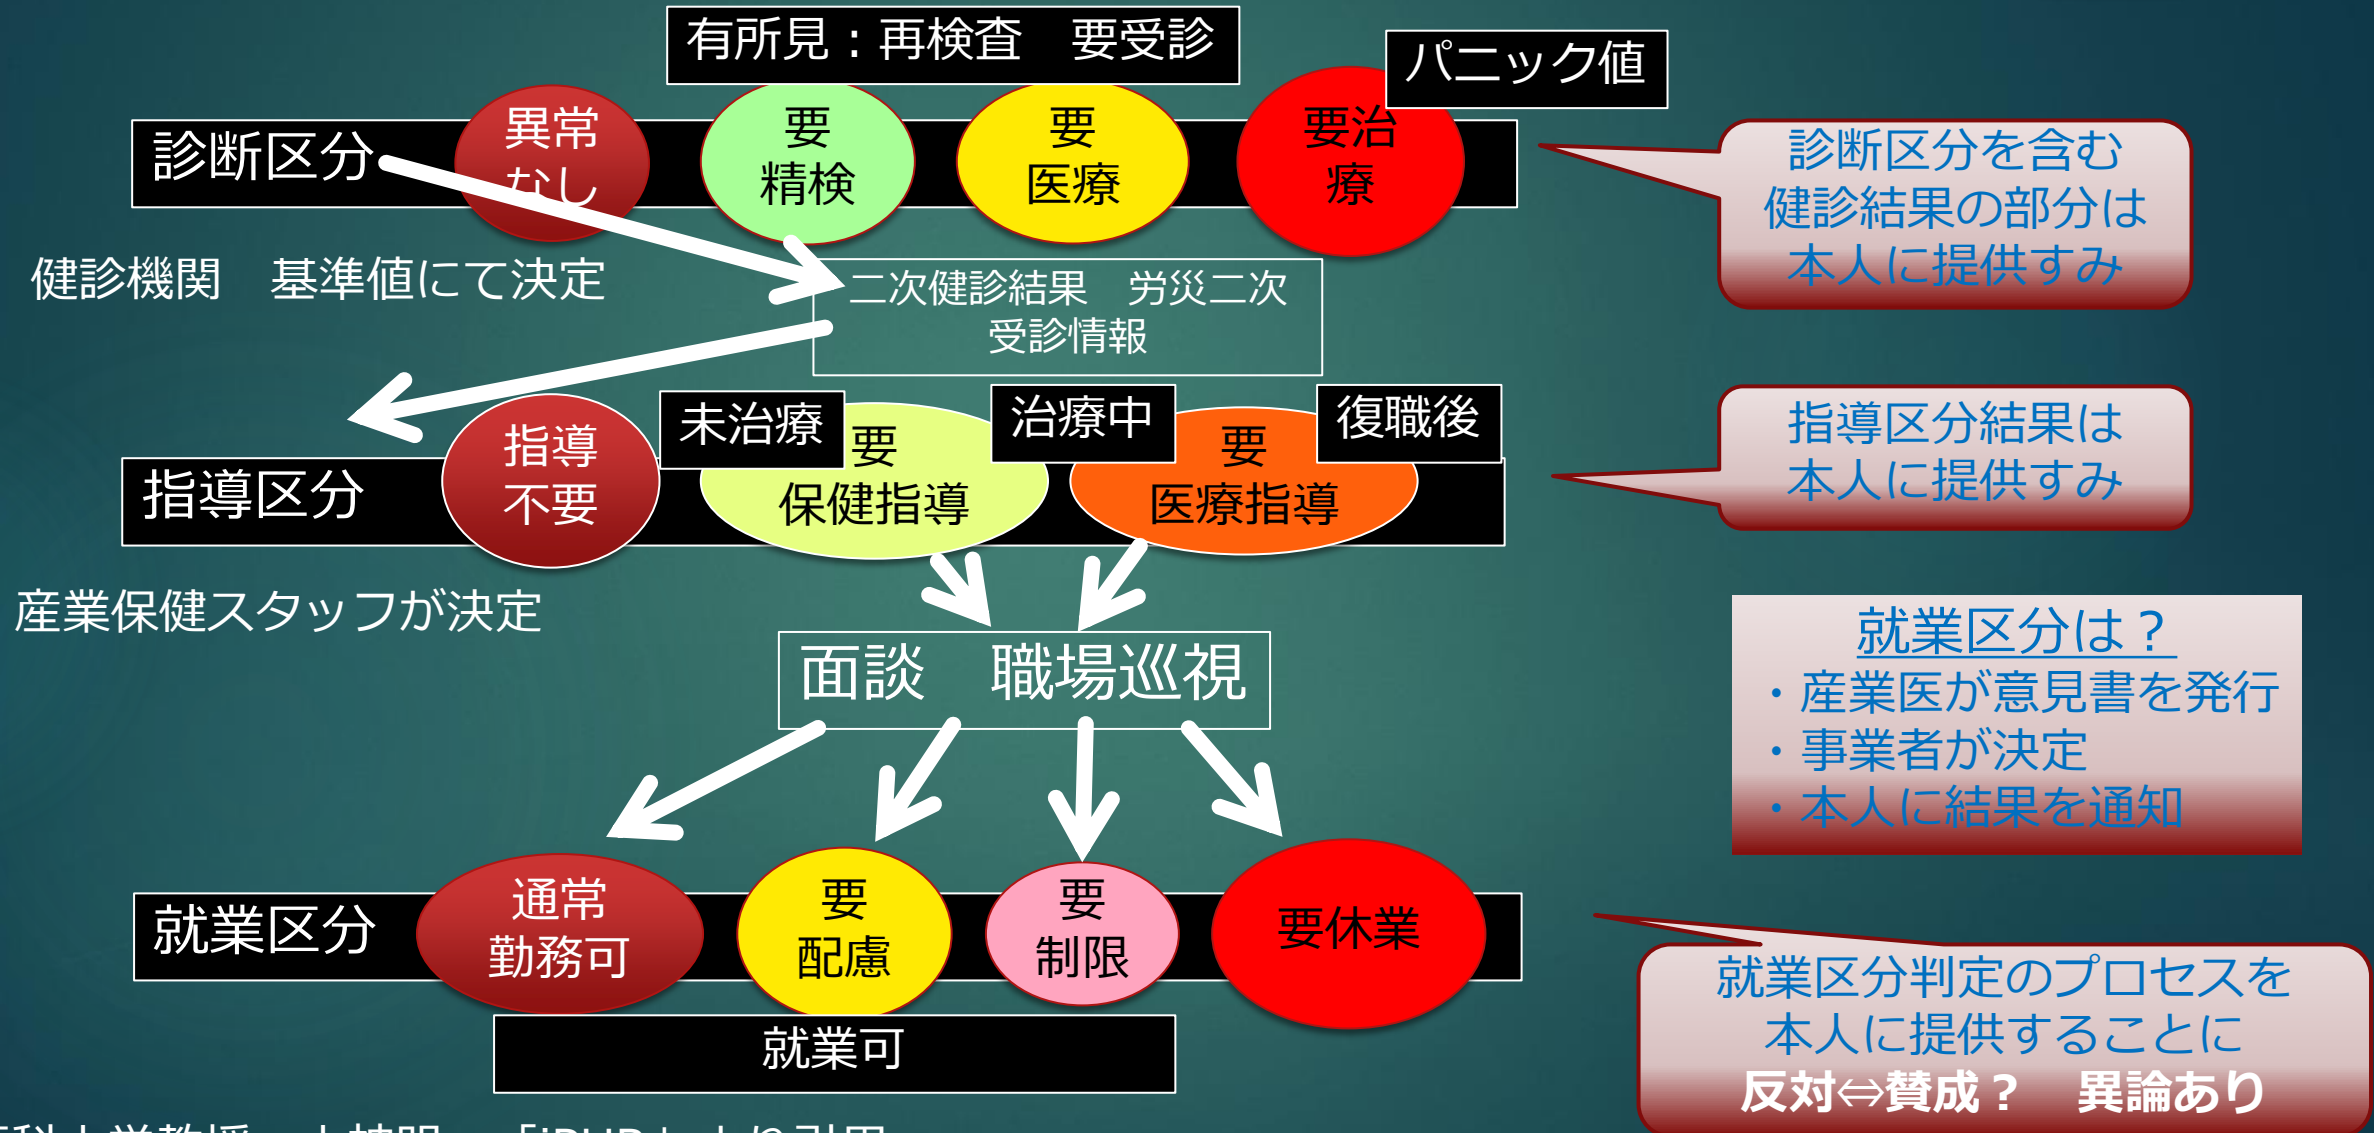 有所見：再検査　要受診
パニック値
診断区分
異常
なし
要
精検
要
医療
要治
療
診断区分を含む
健診結果の部分は
本人に提供すみ
健診機関　基準値にて決定
二次健診結果　労災二次
受診情報
未治療
治療中
復職後
指導区分
指導
不要
要
保健指導
要
医療指導
指導区分結果は
本人に提供すみ
産業保健スタッフが決定
面談　職場巡視
就業区分は？
・産業医が意見書を発行
・事業者が決定
・本人に結果を通知
就業区分
通常
勤務可
要
配慮
要
制限
要休業
就業可
就業区分判定のプロセスを
本人に提供することに
反対⇔賛成？　異論あり